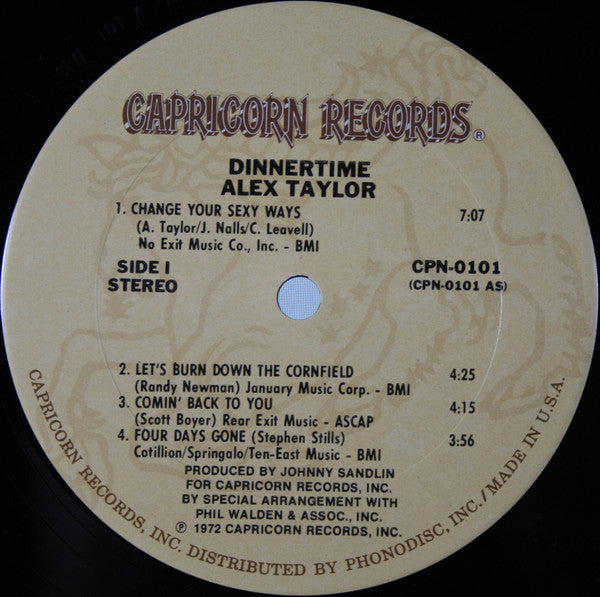 CAPRICORN RECORDS®
DINNERTIME
ALEX TAYLOR
1. CHANGE YOUR SEXY WAYS 7:07
(A. Taylor/J. Nalls/C. Leavell)
No Exit Music Co., Inc. - BMI
SIDE I CPN-0101
STEREO (CPN-0101 AS)
2. LET'S BURN DOWN THE CORNFIELD 4:25
(Randy Newman) January Music Corp. - BMI
3. COMIN' BACK TO YOU 4:15
(Scott Boyer) Rear Exit Music - ASCAP
4. FOUR DAYS GONE (Stephen Stills) 3:56
Cotillion/Springalo/Ten-East Music - BMI
PRODUCED BY JOHNNY SANDLIN
FOR CAPRICORN RECORDS, INC.
BY SPECIAL ARRANGEMENT WITH
PHIL WALDEN & ASSOC., INC.
℗ 1972 CAPRICORN RECORDS, INC.
CAPRICORN RECORDS, INC. DISTRIBUTED BY PHONODISC, INC./MADE IN U.S.A.